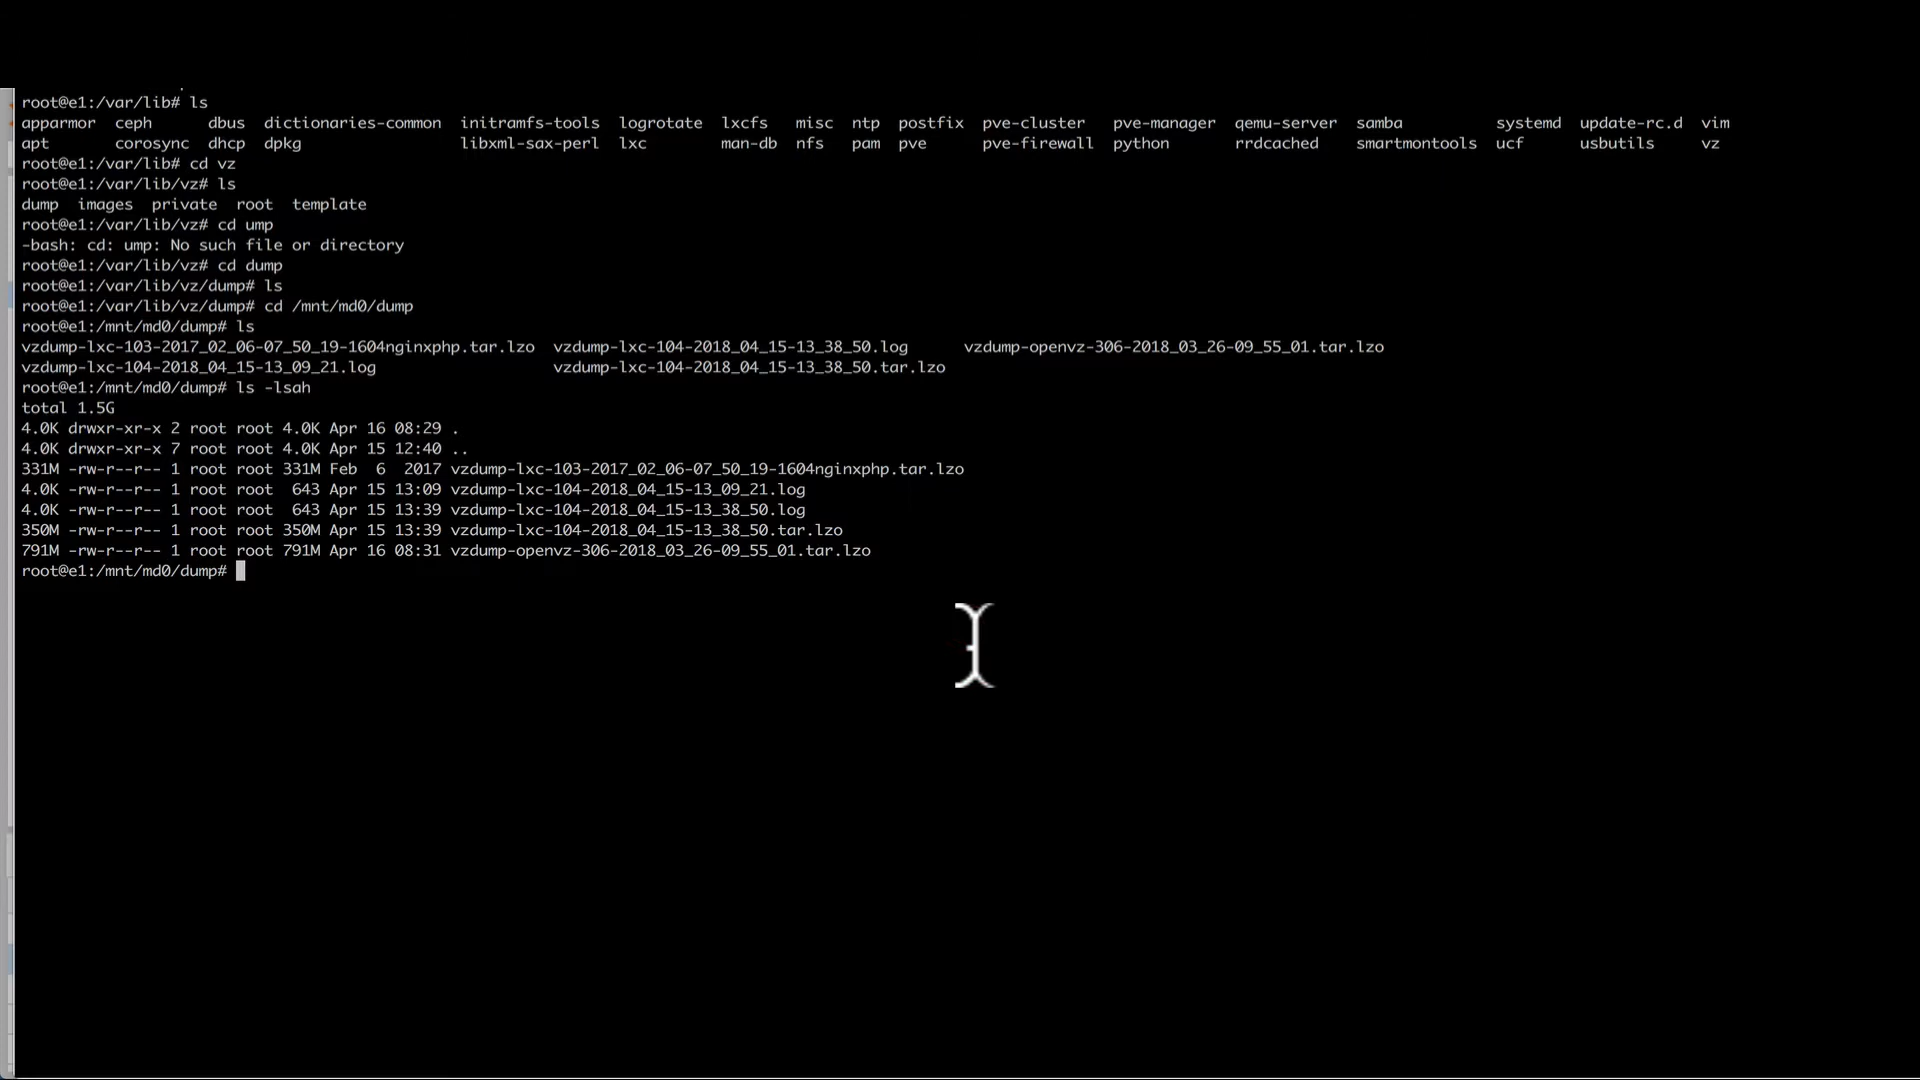 root@e1:/var/lib# ls
apparmor  ceph      dbus  dictionaries-common  initramfs-tools  logrotate  lxcfs   misc  ntp  postfix  pve-cluster   pve-manager  qemu-server  samba          systemd  update-rc.d  vim
apt       corosync  dhcp  dpkg                 libxml-sax-perl  lxc        man-db  nfs   pam  pve      pve-firewall  python       rrdcached    smartmontools  ucf      usbutils     vz
root@e1:/var/lib# cd vz
root@e1:/var/lib/vz# ls
dump  images  private  root  template
root@e1:/var/lib/vz# cd ump
-bash: cd: ump: No such file or directory
root@e1:/var/lib/vz# cd dump
root@e1:/var/lib/vz/dump# ls
root@e1:/var/lib/vz/dump# cd /mnt/md0/dump
root@e1:/mnt/md0/dump# ls
vzdump-lxc-103-2017_02_06-07_50_19-1604nginxphp.tar.lzo  vzdump-lxc-104-2018_04_15-13_38_50.log      vzdump-openvz-306-2018_03_26-09_55_01.tar.lzo
vzdump-lxc-104-2018_04_15-13_09_21.log                   vzdump-lxc-104-2018_04_15-13_38_50.tar.lzo
root@e1:/mnt/md0/dump# ls -lsah
total 1.5G
4.0K drwxr-xr-x 2 root root 4.0K Apr 16 08:29 .
4.0K drwxr-xr-x 7 root root 4.0K Apr 15 12:40 ..
331M -rw-r--r-- 1 root root 331M Feb  6  2017 vzdump-lxc-103-2017_02_06-07_50_19-1604nginxphp.tar.lzo
4.0K -rw-r--r-- 1 root root  643 Apr 15 13:09 vzdump-lxc-104-2018_04_15-13_09_21.log
4.0K -rw-r--r-- 1 root root  643 Apr 15 13:39 vzdump-lxc-104-2018_04_15-13_38_50.log
350M -rw-r--r-- 1 root root 350M Apr 15 13:39 vzdump-lxc-104-2018_04_15-13_38_50.tar.lzo
791M -rw-r--r-- 1 root root 791M Apr 16 08:31 vzdump-openvz-306-2018_03_26-09_55_01.tar.lzo
root@e1:/mnt/md0/dump#